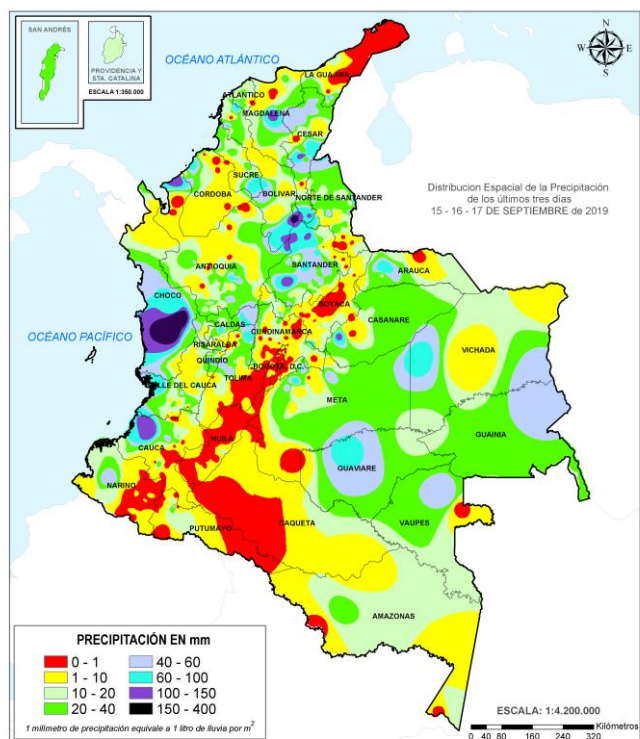 SAN ANDRÉS
PROVIDENCIA Y
STA. CATALINA
ESCALA 1:350.000
OCÉANO ATLÁNTICO
N
W
E
S
LA GUAJIRA
ATLANTICO
MAGDALENA
CESAR
SUCRE
CORDOBA
BOLIVAR
NORTE DE SANTANDER
Distribucion Espacial de la Precipitación
de los últimos tres días
15 - 16 - 17 DE SEPTIEMBRE de 2019
ANTIOQUIA
SANTANDER
ARAUCA
CHOCO
BOYACA
OCÉANO PACÍFICO
CALDAS
CUNDINAMARCA
CASANARE
RISARALDA
VICHADA
QUINDIO
BOGOTA, D.C.
TOLIMA
VALLE DEL CAUCA
META
GUAINIA
CAUCA
HUILA
GUAVIARE
NARIÑO
PUTUMAYO
CAQUETA
VAUPES
AMAZONAS
PRECIPITACIÓN EN mm
0 - 1
40 - 60
1 - 10
60 - 100
10 - 20
100 - 150
20 - 40
150 - 400
1 milimetro de precipitación equivale a 1 litro de lluvia por m2
ESCALA: 1:4.200.000
Kilómetros
0 40 80 160 240 320